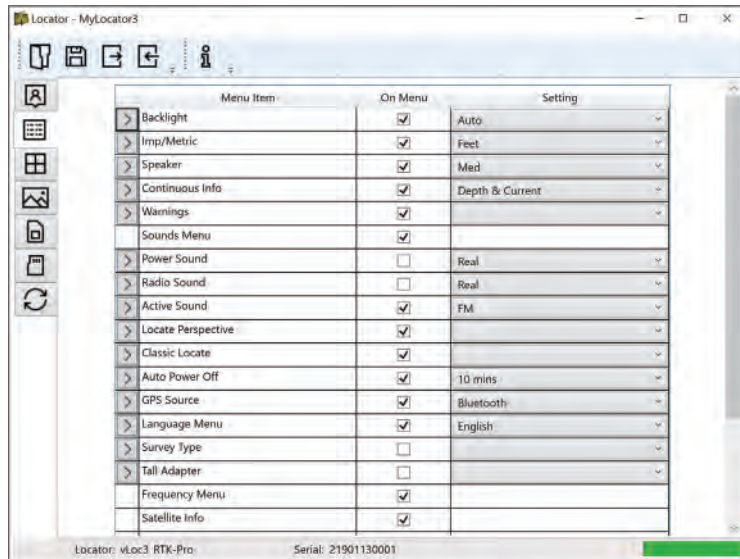 Locator - MyLocator3
Menu Item On Menu Setting
Backlight Auto
Imp/Metric Feet
Speaker Med
Continuous Info Depth & Current
Warnings
Sounds Menu
Power Sound Real
Radio Sound Real
Active Sound FM
Locate Perspective
Classic Locate
Auto Power Off 10 mins
GPS Source Bluetooth
Language Menu English
Survey Type
Tall Adapter
Frequency Menu
Satellite Info
Locator: vLoc3 RTK-Pro Serial: 21901130001